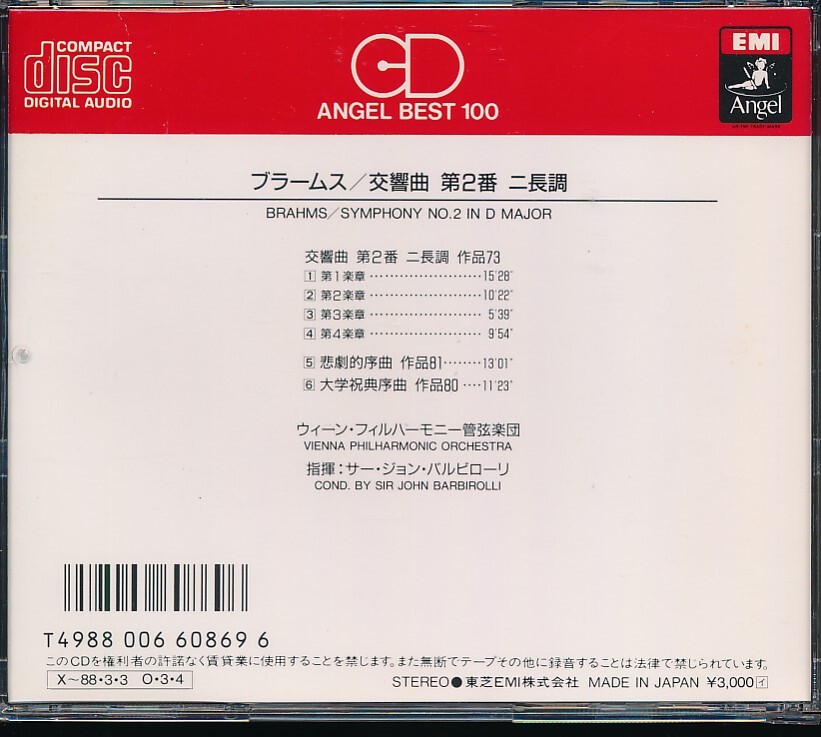 COMPACT
disc
DIGITAL AUDIO
CD
ANGEL BEST 100
EMI
Angel
ブラームス／交響曲 第2番 ニ長調
BRAHMS/SYMPHONY NO.2 IN D MAJOR
交響曲 第2番 ニ長調 作品73
1 第1楽章 ······················ 15'28"
2 第2楽章 ······················ 10'22"
3 第3楽章 ······················ 5'39"
4 第4楽章 ······················ 9'54"
5 悲劇的序曲 作品81········13'01"
6 大学祝典序曲 作品80 ····11'23"
ウィーン・フィルハーモニー管弦楽団
VIENNA PHILHARMONIC ORCHESTRA
指揮：サー・ジョン・バルビローリ
COND. BY SIR JOHN BARBIROLLI
T4988 006 60869 6
このCDを権利者の許諾なく賃貸業に使用することを禁じます。また無断でテープその他に録音することは法律で禁じられています。
X～88・3・3 O・3・4
STEREO●東芝EMI株式会社 MADE IN JAPAN ¥3,000イ